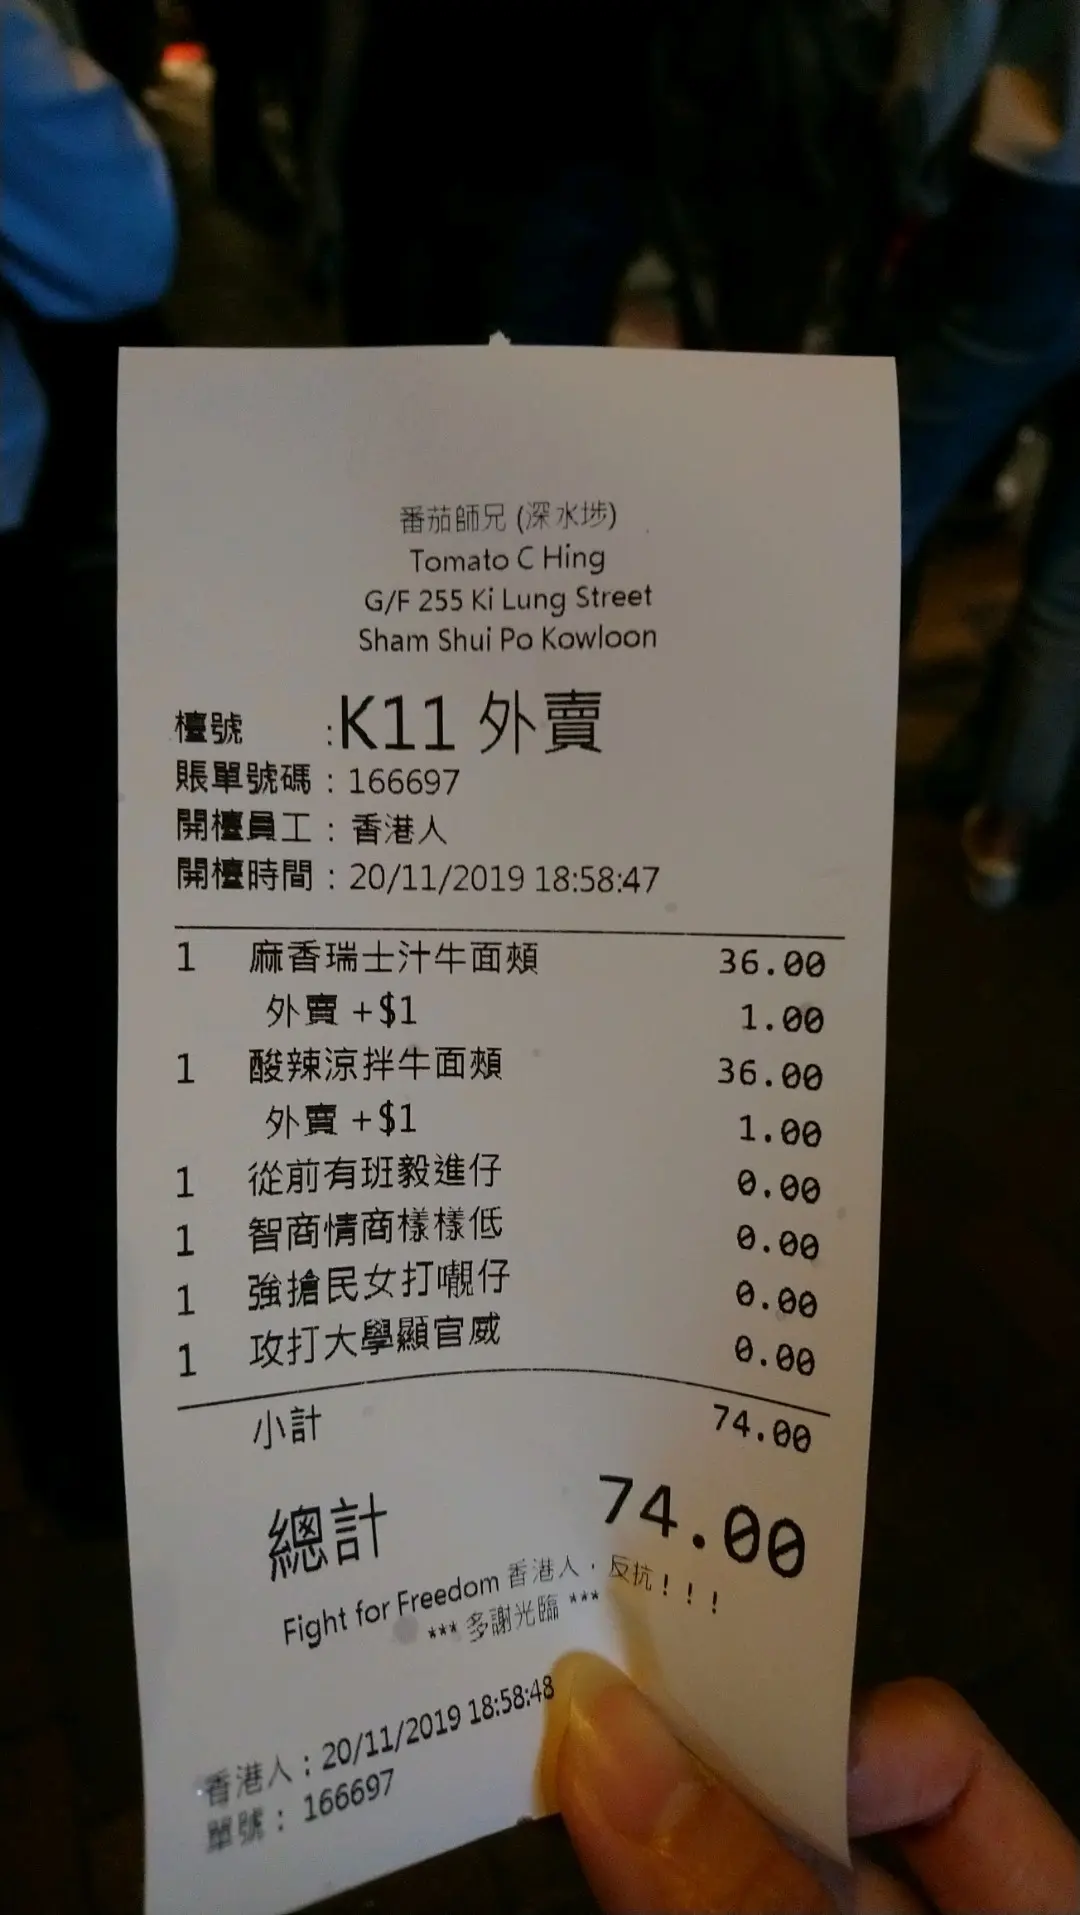 番茄師兄 (深水埗)
Tomato C Hing
G/F 255 Ki Lung Street
Sham Shui Po Kowloon
檯號 :K11 外賣
賬單號碼 : 166697
開檯員工 : 香港人
開檯時間 : 20/11/2019 18:58:47
1 麻香瑞士汁牛面頰 36.00
外賣 +$1 1.00
1 酸辣涼拌牛面頰 36.00
外賣 +$1 1.00
1 從前有班毅進仔 0.00
1 智商情商樣樣低 0.00
1 強搶民女打嚫仔 0.00
1 攻打大學顯官威 0.00
小計 74.00
總計 74.00
Fight for Freedom 香港人，反抗！！！
*** 多謝光臨 ***
香港人 : 20/11/2019 18:58:48
單號 : 166697